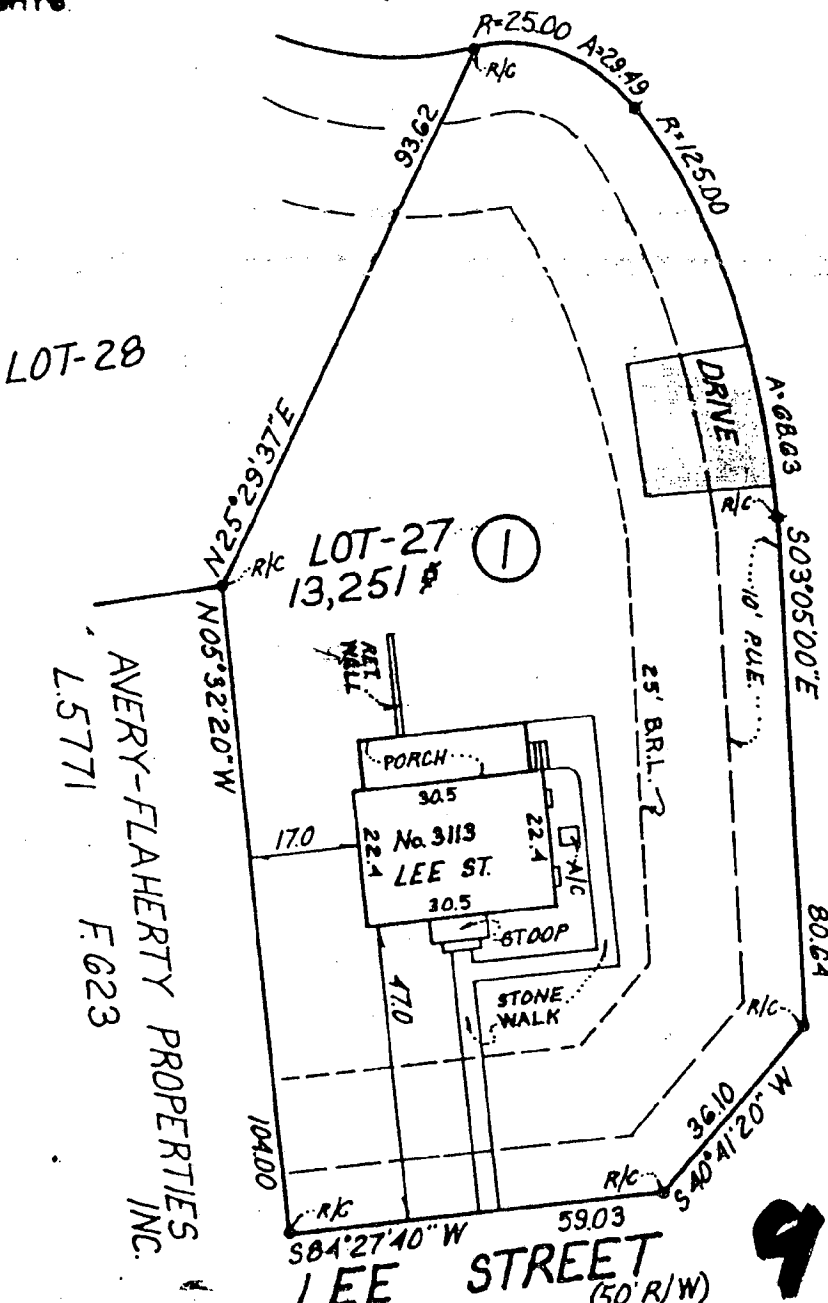 R=25.00 A=29.49
R/C
93.62
R=125.00
LOT-28
DRIVE
A=68.63
N25°29'37"E
R/C
R/C
LOT-27
1
13,251
S03°05'00"E
N05°32'20"W
10' P.U.E.
RET
WALL
25' B.R.L.
AVERY-FLAHERTY PROPERTIES
INC.
L.5771
F.623
PORCH
30.5
17.0
22.4
No. 3113
22.4
LEE ST.
A/C
30.5
STOOP
80.64
47.0
STONE
WALK
R/C
36.10
S40°41'20"W
104.00
R/C
R/C
59.03
S84°27'40"W
LEE STREET
(50' R/W)
9